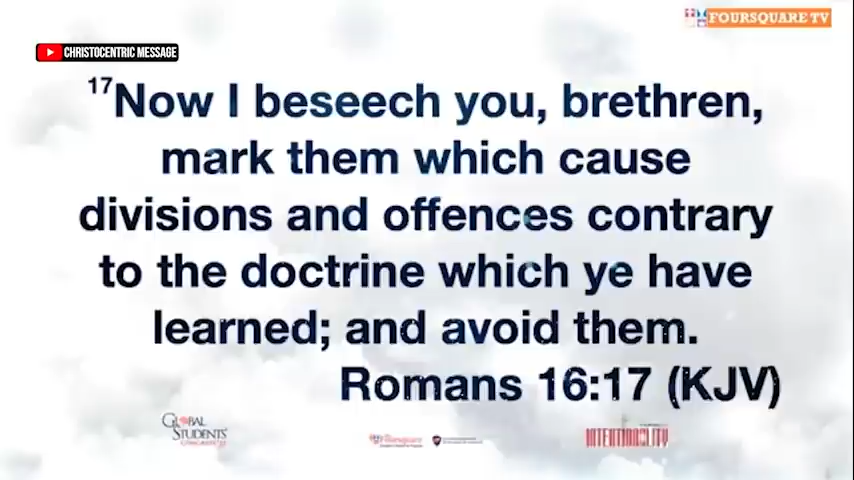 FOURSQUARE TV
CHRISTOCENTRIC MESSAGE
17Now I beseech you, brethren,
mark them which cause
divisions and offences contrary
to the doctrine which ye have
learned; and avoid them.
Romans 16:17 (KJV)
GLOBAL
STUDENTS'
foursquare
INTENTIONALITY